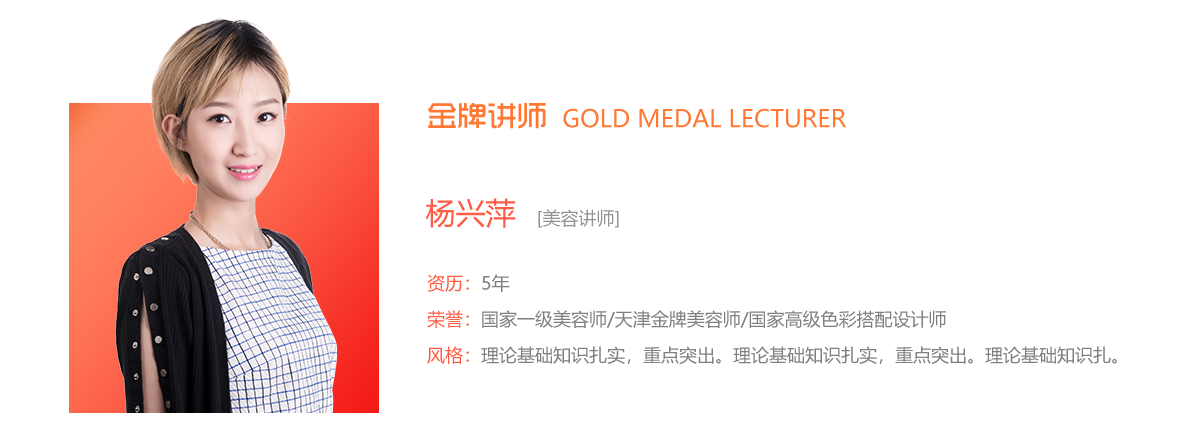 金牌讲师 GOLD MEDAL LECTURER
杨兴萍 [美容讲师]
资历：5年
荣誉：国家一级美容师/天津金牌美容师/国家高级色彩搭配设计师
风格：理论基础知识扎实，重点突出。理论基础知识扎实，重点突出。理论基础知识扎。